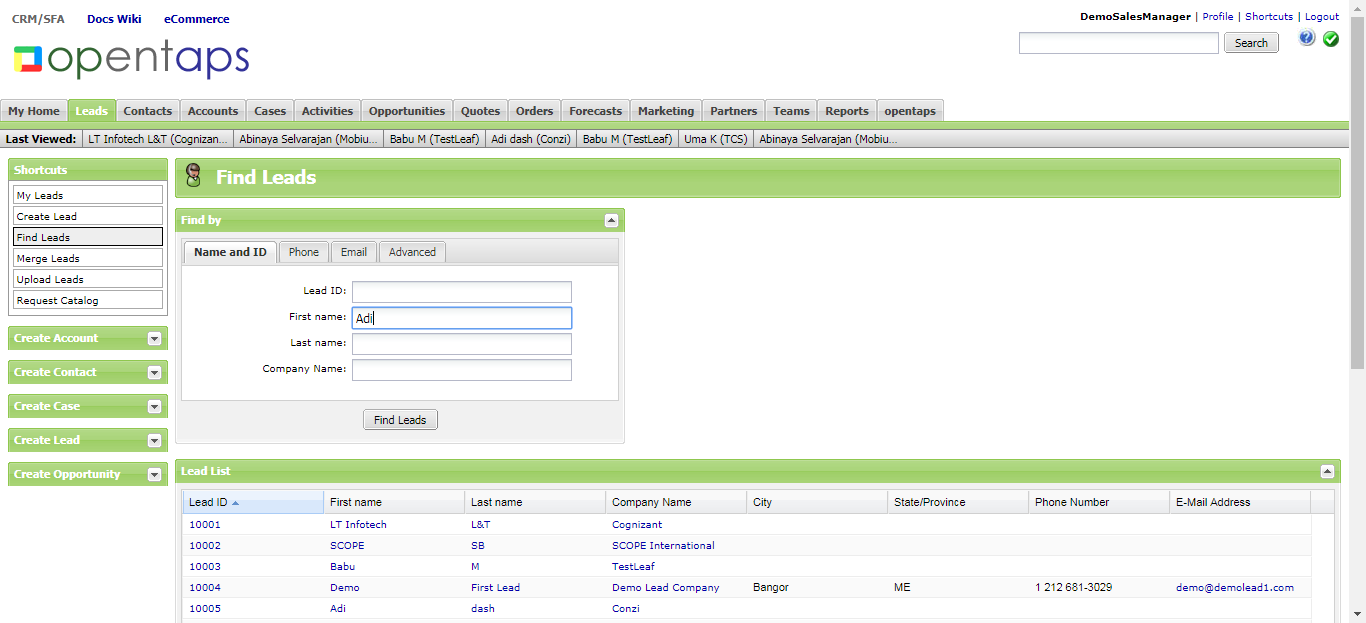 CRM/SFA Docs Wiki eCommerce
DemoSalesManager | Profile | Shortcuts | Logout
opentaps
Search
My Home Leads Contacts Accounts Cases Activities Opportunities Quotes Orders Forecasts Marketing Partners Teams Reports opentaps
Last Viewed: LT Infotech L&T (Cognizan... Abinaya Selvarajan (Mobiu... Babu M (TestLeaf) Adi dash (Conzi) Babu M (TestLeaf) Uma K (TCS) Abinaya Selvarajan (Mobiu...
Shortcuts
My Leads
Create Lead
Find Leads
Merge Leads
Upload Leads
Request Catalog
Create Account
Create Contact
Create Case
Create Lead
Create Opportunity
Find Leads
Find by
Name and ID Phone Email Advanced
Lead ID:
First name: Adi
Last name:
Company Name:
Find Leads
Lead List
Lead ID First name Last name Company Name City State/Province Phone Number E-Mail Address
10001 LT Infotech L&T Cognizant
10002 SCOPE SB SCOPE International
10003 Babu M TestLeaf
10004 Demo First Lead Demo Lead Company Bangor ME 1 212 681-3029 demo@demolead1.com
10005 Adi dash Conzi